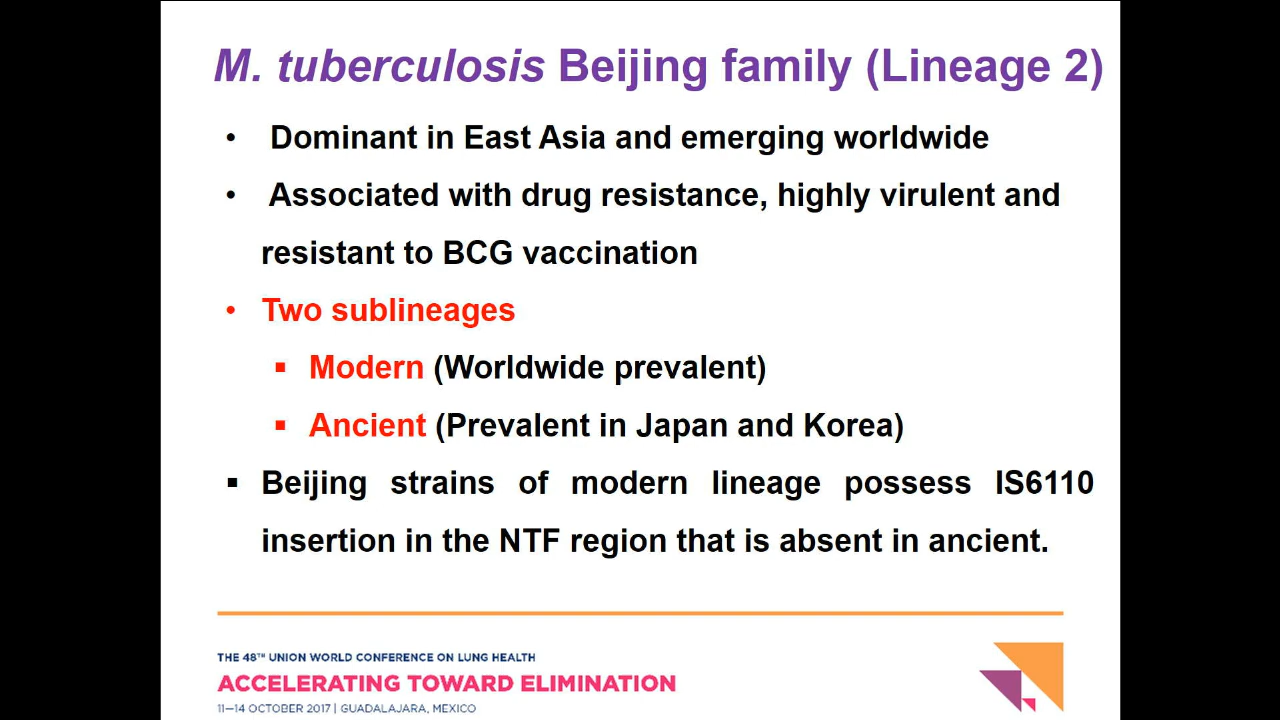 M. tuberculosis Beijing family (Lineage 2)
• Dominant in East Asia and emerging worldwide
• Associated with drug resistance, highly virulent and
resistant to BCG vaccination
• Two sublineages
▪ Modern (Worldwide prevalent)
▪ Ancient (Prevalent in Japan and Korea)
▪ Beijing strains of modern lineage possess IS6110
insertion in the NTF region that is absent in ancient.
THE 48TH UNION WORLD CONFERENCE ON LUNG HEALTH
ACCELERATING TOWARD ELIMINATION
11–14 OCTOBER 2017 | GUADALAJARA, MEXICO